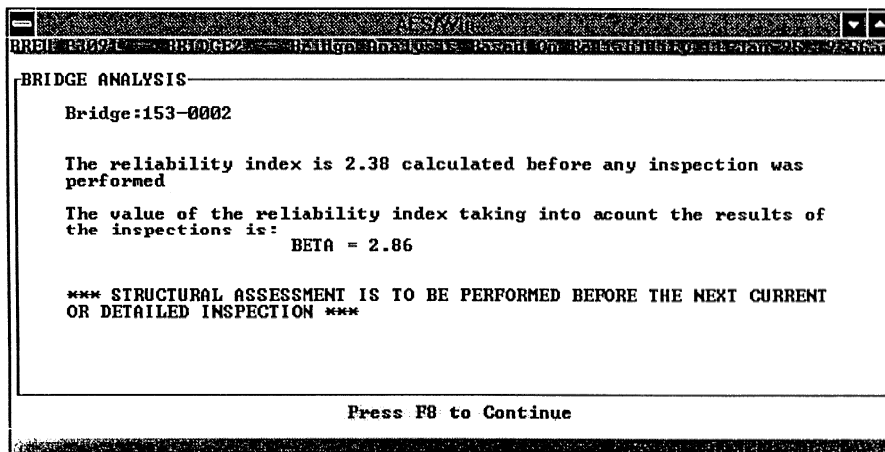 BRIDGE2
BRIDGE ANALYSIS
Bridge:153-0002
The reliability index is 2.38 calculated before any inspection was
performed
The value of the reliability index taking into acount the results of
the inspections is:
BETA = 2.86
*** STRUCTURAL ASSESSMENT IS TO BE PERFORMED BEFORE THE NEXT CURRENT
OR DETAILED INSPECTION ***
Press F8 to Continue